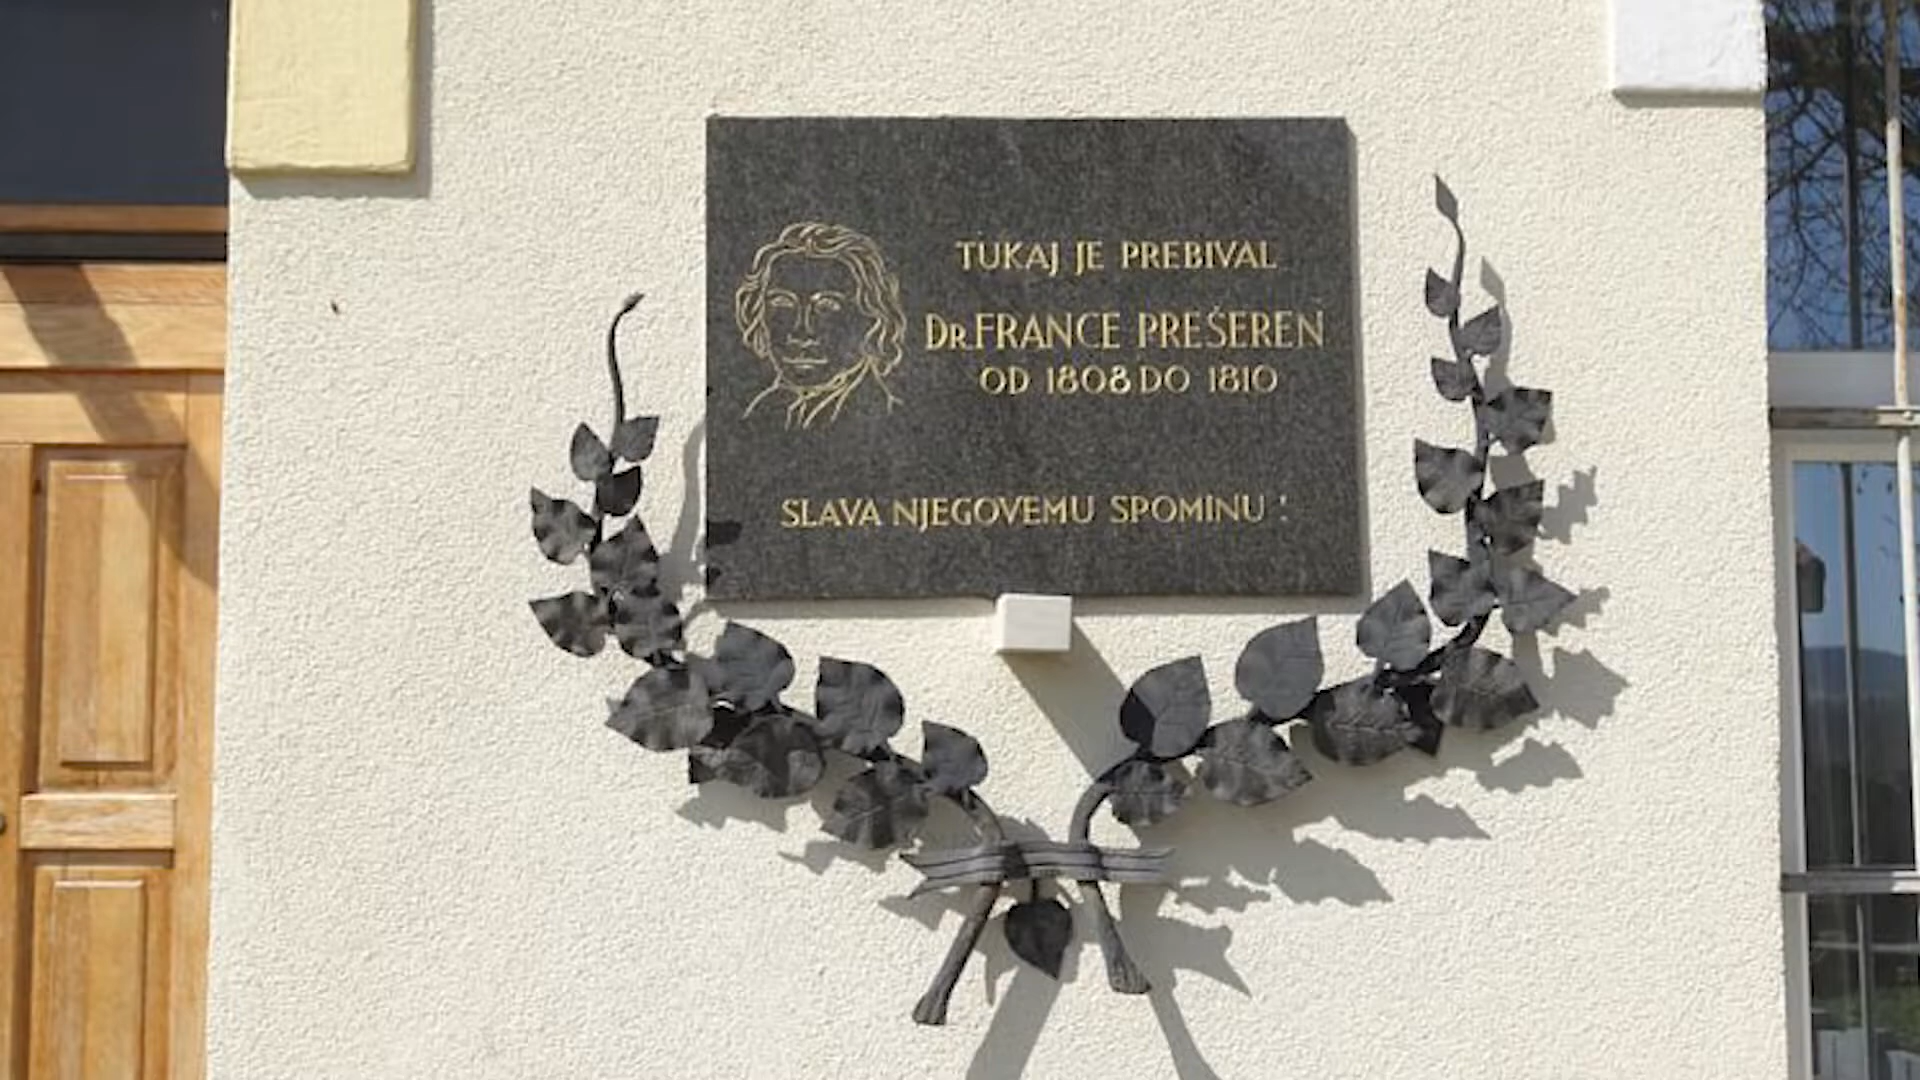 TUKAJ JE PREBIVAL
DR. FRANCE PREŠEREN
OD 1808 DO 1810
SLAVA NJEGOVEMU SPOMINU!